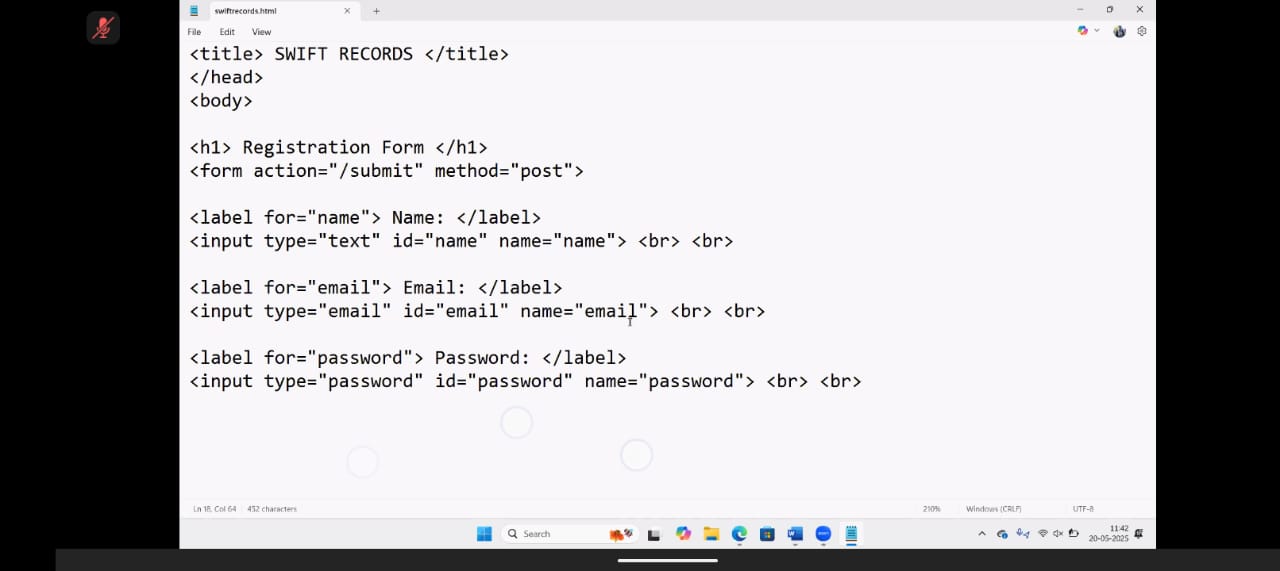 swiftrecords.html
File Edit View
<title> SWIFT RECORDS </title>
</head>
<body>
<h1> Registration Form </h1>
<form action="/submit" method="post">
<label for="name"> Name: </label>
<input type="text" id="name" name="name"> <br> <br>
<label for="email"> Email: </label>
<input type="email" id="email" name="email"> <br> <br>
<label for="password"> Password: </label>
<input type="password" id="password" name="password"> <br> <br>
Ln 18, Col 64 452 characters 210% Windows (CRLF) UTF-8
Search
11:42
20-05-2025